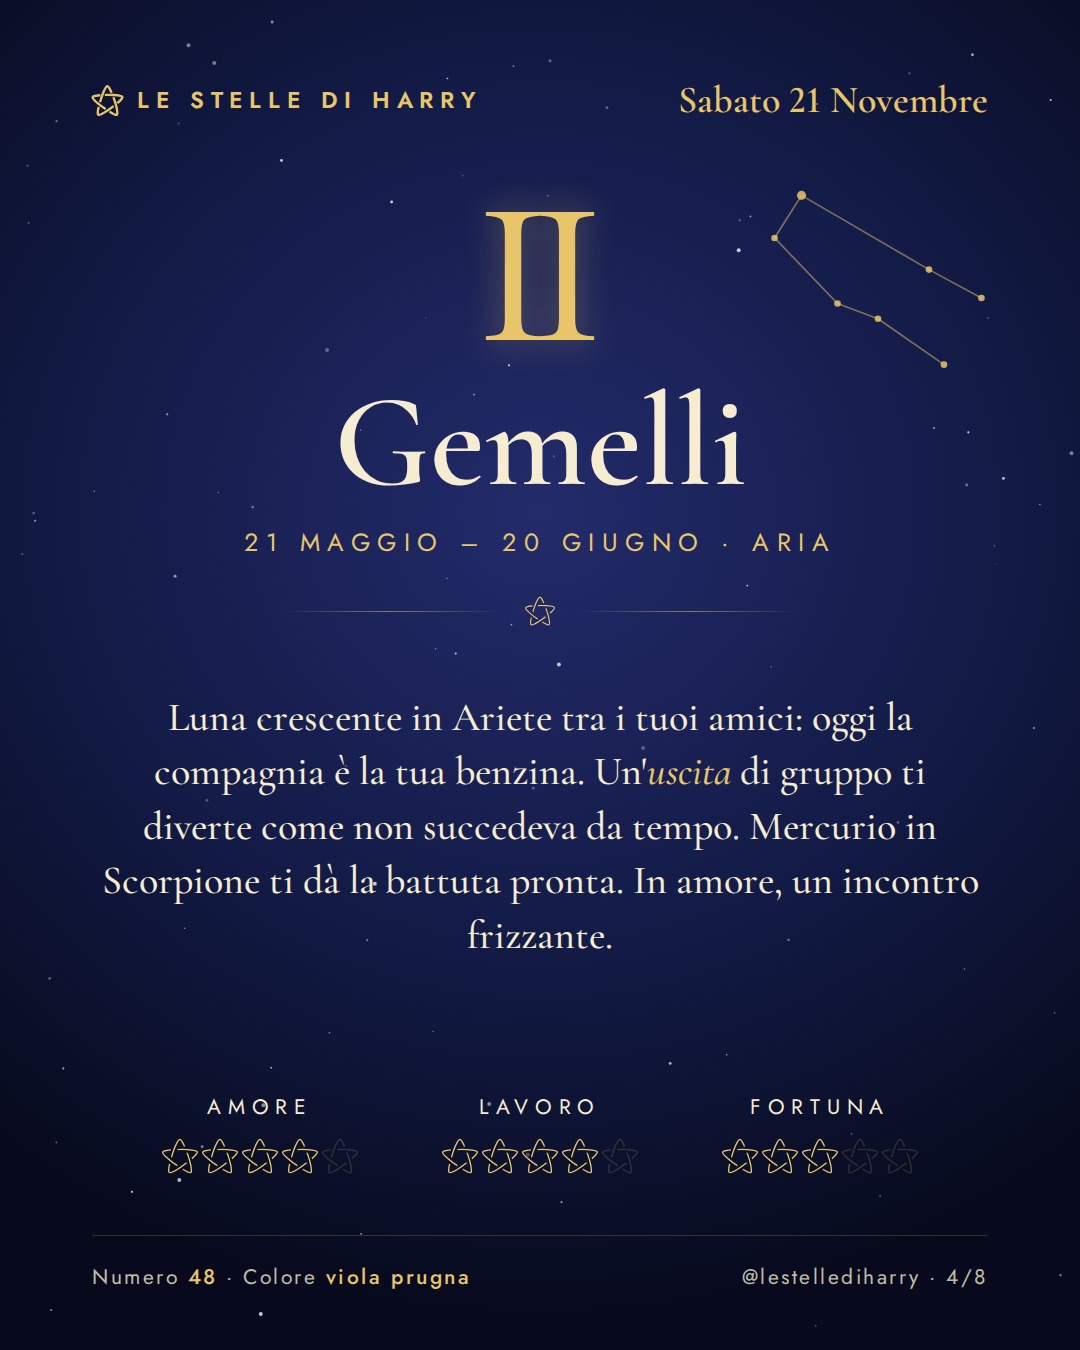 LE STELLE DI HARRY
Sabato 21 Novembre
II
Gemelli
21 MAGGIO – 20 GIUGNO · ARIA
Luna crescente in Ariete tra i tuoi amici: oggi la
compagnia è la tua benzina. Un'uscita di gruppo ti
diverte come non succedeva da tempo. Mercurio in
Scorpione ti dà la battuta pronta. In amore, un incontro
frizzante.
AMORE
LAVORO
FORTUNA
Numero 48 · Colore viola prugna
@lestellediharry · 4/8